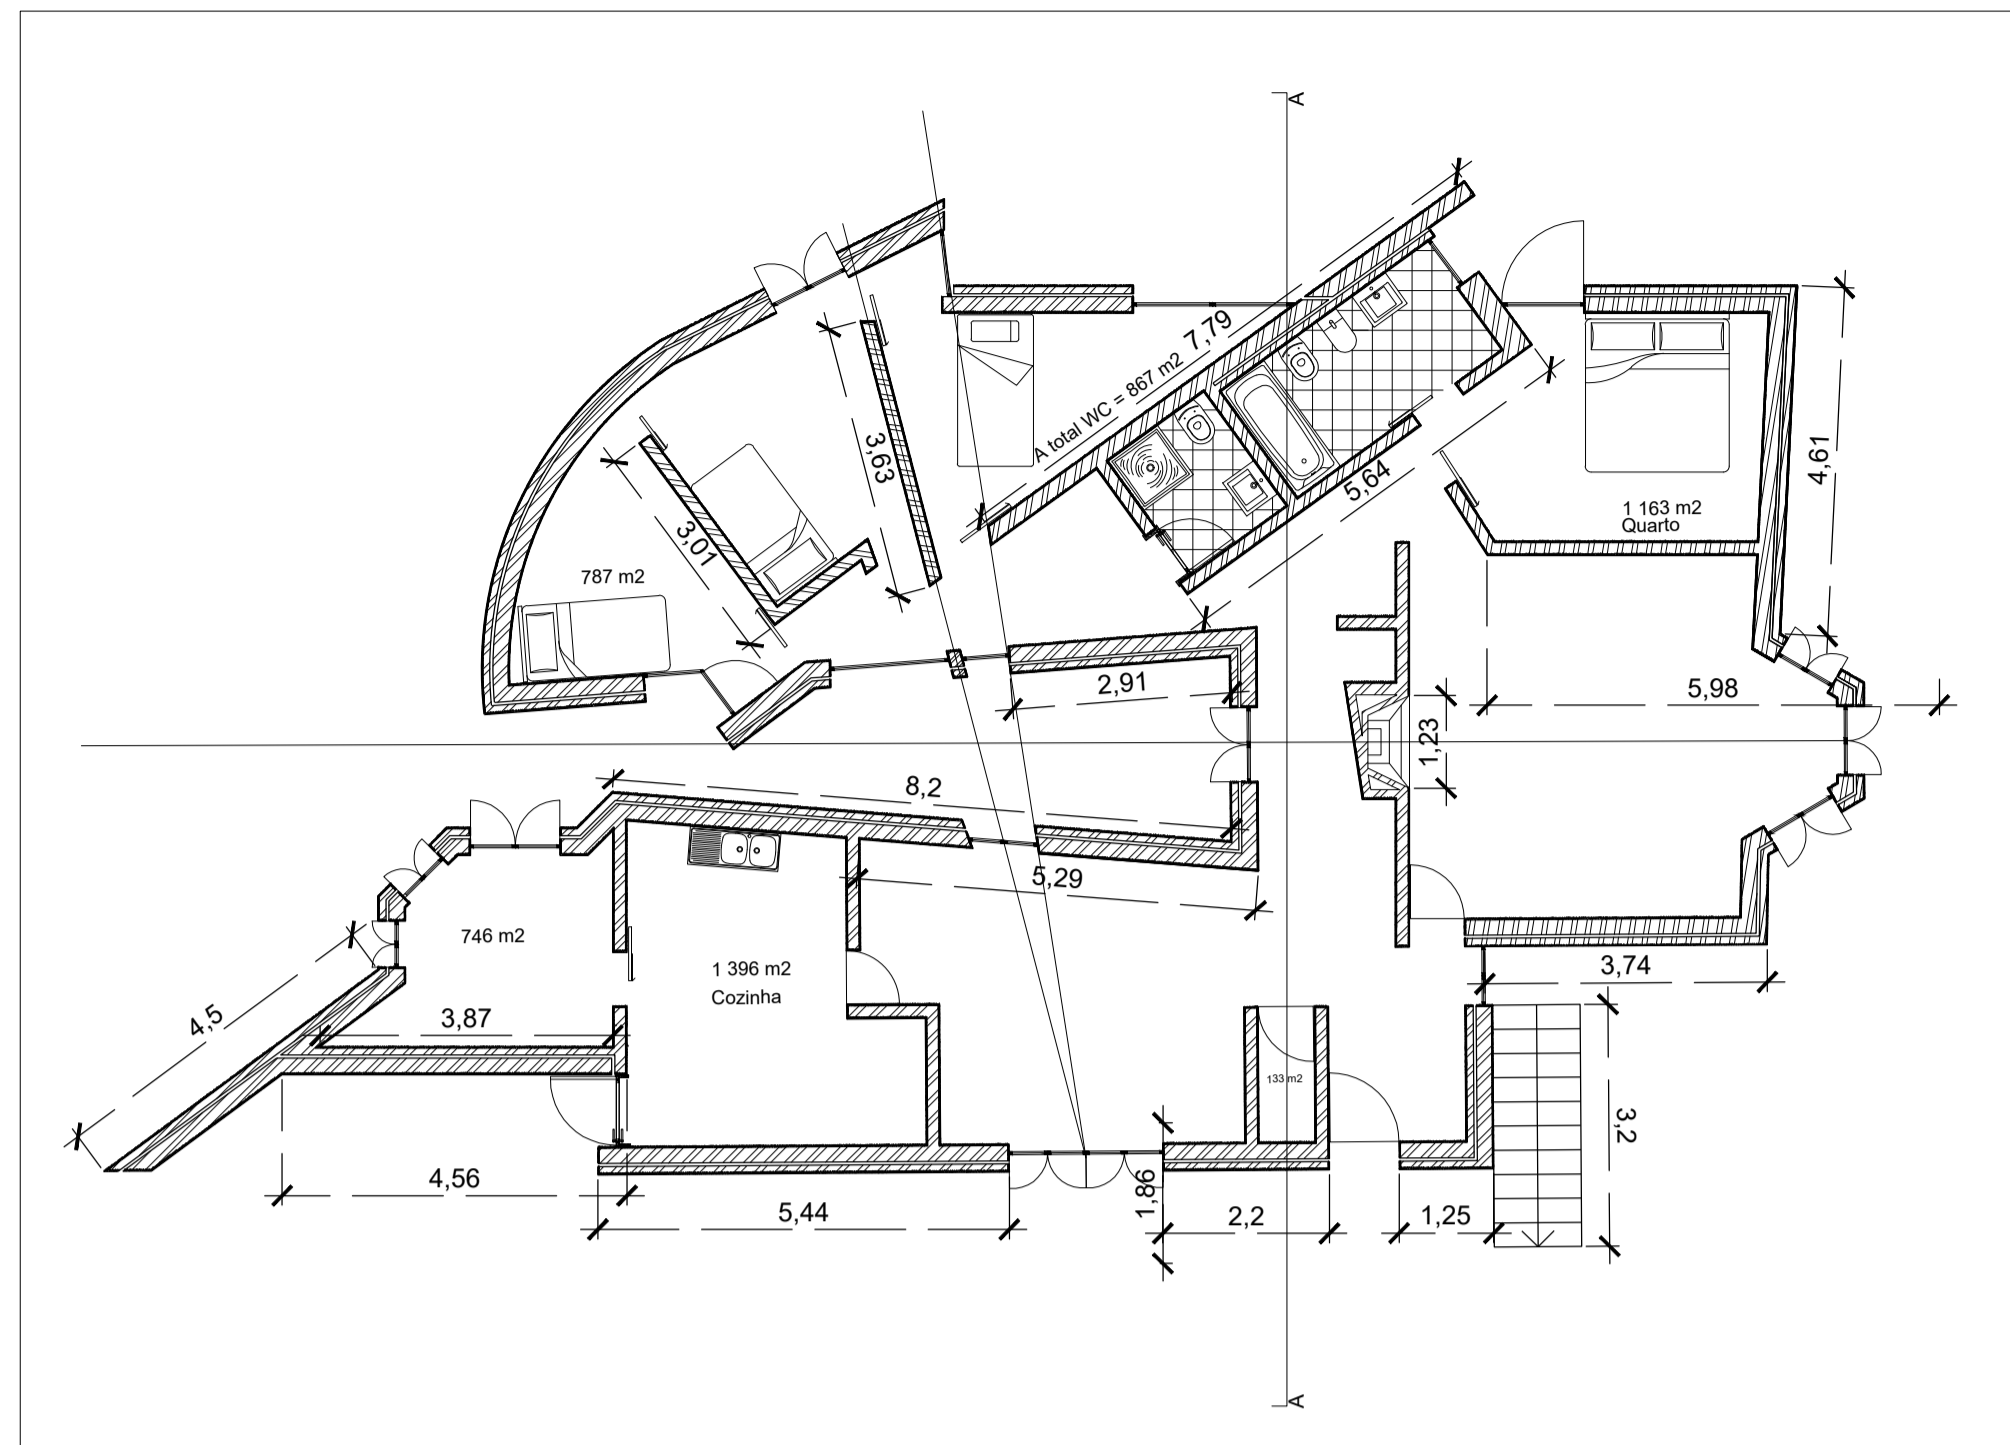 A
7,79
A total WC = 867 m2
3,63
4,61
5,64
1 163 m2
Quarto
3,01
787 m2
2,91
5,98
1,23
8,2
5,29
746 m2
1 396 m2
Cozinha
3,74
4,5
3,87
133 m2
3,2
4,56
5,44
1,86
2,2
1,25
A